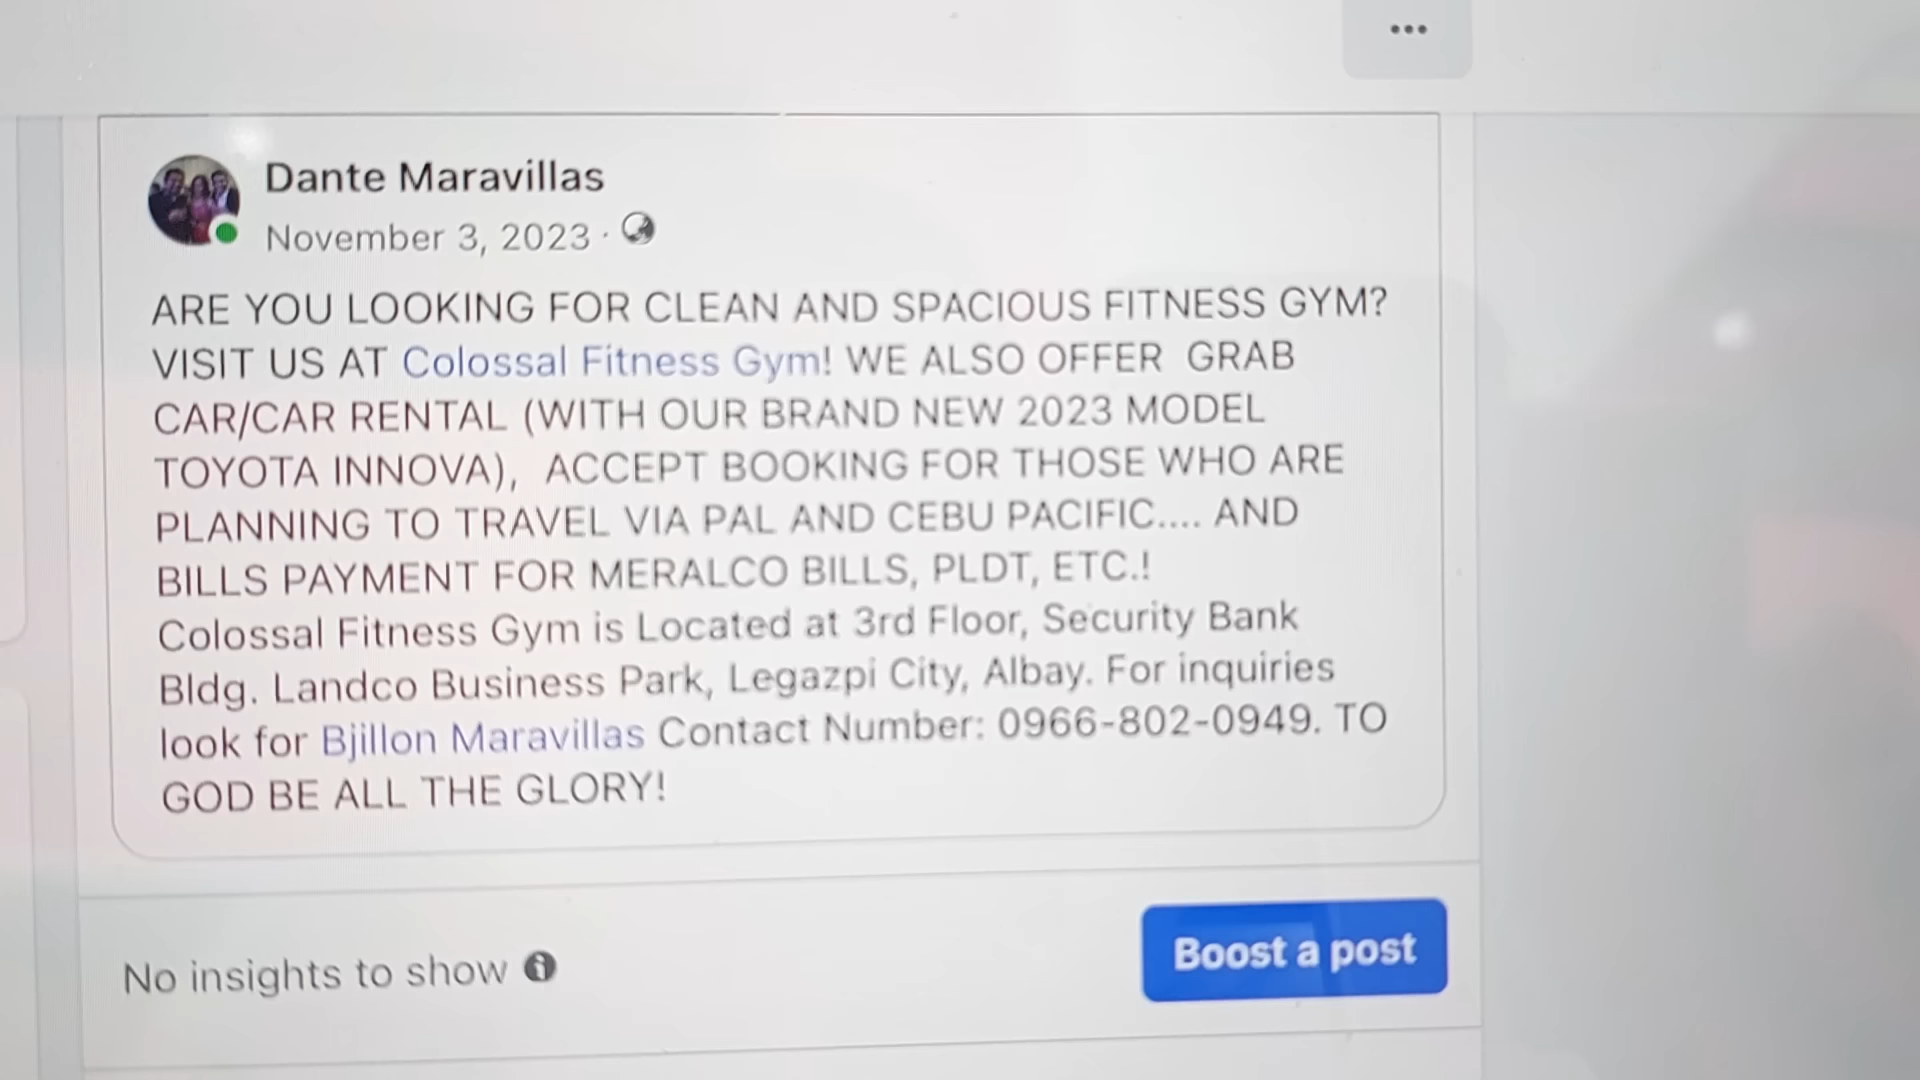 Dante Maravillas
November 3, 2023 ·
ARE YOU LOOKING FOR CLEAN AND SPACIOUS FITNESS GYM?
VISIT US AT Colossal Fitness Gym! WE ALSO OFFER GRAB
CAR/CAR RENTAL (WITH OUR BRAND NEW 2023 MODEL
TOYOTA INNOVA), ACCEPT BOOKING FOR THOSE WHO ARE
PLANNING TO TRAVEL VIA PAL AND CEBU PACIFIC.... AND
BILLS PAYMENT FOR MERALCO BILLS, PLDT, ETC.!
Colossal Fitness Gym is Located at 3rd Floor, Security Bank
Bldg. Landco Business Park, Legazpi City, Albay. For inquiries
look for Bjillon Maravillas Contact Number: 0966-802-0949. TO
GOD BE ALL THE GLORY!
No insights to show
Boost a post